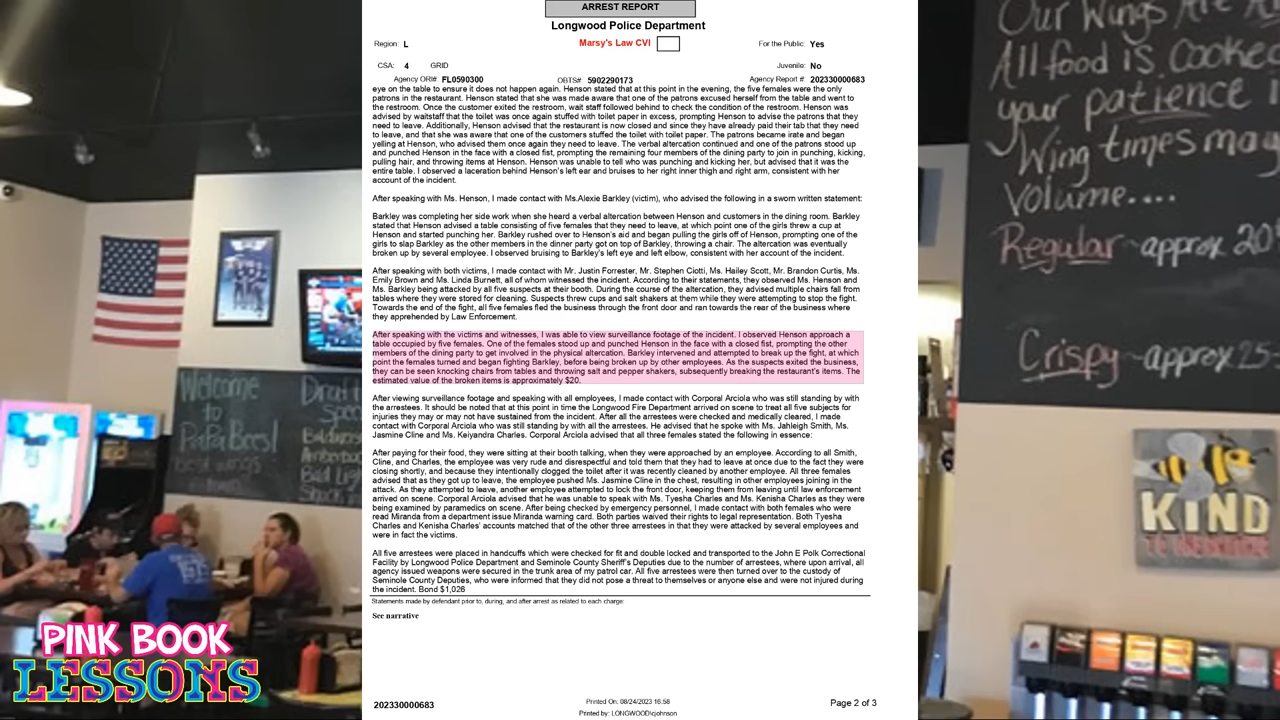 ARREST REPORT
Longwood Police Department
Region: L
Marsy's Law CVI
For the Public: Yes
CSA: 4 GRID
Juvenile: No
Agency ORI# FL0590300
OBTS# 5902290173
Agency Report #: 202330000683
eye on the table to ensure it does not happen again. Henson stated that at this point in the evening, the five females were the only
patrons in the restaurant. Henson stated that she was made aware that one of the patrons excused herself from the table and went to
the restroom. Once the customer exited the restroom, wait staff followed behind to check the condition of the restroom. Henson was
advised by waitstaff that the toilet was once again stuffed with toilet paper in excess, prompting Henson to advise the patrons that they
need to leave. Additionally, Henson advised that the restaurant is now closed and since they have already paid their tab that they need
to leave, and that she was aware that one of the customers stuffed the toilet with toilet paper. The patrons became irate and began
yelling at Henson, who advised them once again they need to leave. The verbal altercation continued and one of the patrons stood up
and punched Henson in the face with a closed fist, prompting the remaining four members of the dining party to join in punching, kicking,
pulling hair, and throwing items at Henson. Henson was unable to tell who was punching and kicking her, but advised that it was the
entire table. I observed a laceration behind Henson's left ear and bruises to her right inner thigh and right arm, consistent with her
account of the incident.
After speaking with Ms. Henson, I made contact with Ms.Alexie Barkley (victim), who advised the following in a sworn written statement:
Barkley was completing her side work when she heard a verbal altercation between Henson and customers in the dining room. Barkley
stated that Henson advised a table consisting of five females that they need to leave, at which point one of the girls threw a cup at
Henson and started punching her. Barkley rushed over to Henson's aid and began pulling the girls off of Henson, prompting one of the
girls to slap Barkley as the other members in the dinner party got on top of Barkley, throwing a chair. The altercation was eventually
broken up by several employee. I observed bruising to Barkley's left eye and left elbow, consistent with her account of the incident.
After speaking with both victims, I made contact with Mr. Justin Forrester, Mr. Stephen Ciotti, Ms. Hailey Scott, Mr. Brandon Curtis, Ms.
Emily Brown and Ms. Linda Burnett, all of whom witnessed the incident. According to their statements, they observed Ms. Henson and
Ms. Barkley being attacked by all five suspects at their booth. During the course of the altercation, they advised multiple chairs fall from
tables where they were stored for cleaning. Suspects threw cups and salt shakers at them while they were attempting to stop the fight.
Towards the end of the fight, all five females fled the business through the front door and ran towards the rear of the business where
they apprehended by Law Enforcement.
After speaking with the victims and witnesses, I was able to view surveillance footage of the incident. I observed Henson approach a
table occupied by five females. One of the females stood up and punched Henson in the face with a closed fist, prompting the other
members of the dining party to get involved in the physical altercation. Barkley intervened and attempted to break up the fight, at which
point the females turned and began fighting Barkley, before being broken up by other employees. As the suspects exited the business,
they can be seen knocking chairs from tables and throwing salt and pepper shakers, subsequently breaking the restaurant's items. The
estimated value of the broken items is approximately $20.
After viewing surveillance footage and speaking with all employees, I made contact with Corporal Arciola who was still standing by with
the arrestees. It should be noted that at this point in time the Longwood Fire Department arrived on scene to treat all five subjects for
injuries they may or may not have sustained from the incident. After all the arrestees were checked and medically cleared, I made
contact with Corporal Arciola who was still standing by with all the arrestees. He advised that he spoke with Ms. Jahleigh Smith, Ms.
Jasmine Cline and Ms. Keiyandra Charles. Corporal Arciola advised that all three females stated the following in essence:
After paying for their food, they were sitting at their booth talking, when they were approached by an employee. According to all Smith,
Cline, and Charles, the employee was very rude and disrespectful and told them that they had to leave at once due to the fact they were
closing shortly, and because they intentionally clogged the toilet after it was recently cleaned by another employee. All three females
advised that as they got up to leave, the employee pushed Ms. Jasmine Cline in the chest, resulting in other employees joining in the
attack. As they attempted to leave, another employee attempted to lock the front door, keeping them from leaving until law enforcement
arrived on scene. Corporal Arciola advised that he was unable to speak with Ms. Tyesha Charles and Ms. Kenisha Charles as they were
being examined by paramedics on scene. After being checked by emergency personnel, I made contact with both females who were
read Miranda from a department issue Miranda warning card. Both parties waived their rights to legal representation. Both Tyesha
Charles and Kenisha Charles' accounts matched that of the other three arrestees in that they were attacked by several employees and
were in fact the victims.
All five arrestees were placed in handcuffs which were checked for fit and double locked and transported to the John E Polk Correctional
Facility by Longwood Police Department and Seminole County Sheriff's Deputies due to the number of arrestees, where upon arrival, all
agency issued weapons were secured in the trunk area of my patrol car. All five arrestees were then turned over to the custody of
Seminole County Deputies, who were informed that they did not pose a threat to themselves or anyone else and were not injured during
the incident. Bond $1,026
Statements made by defendant prior to, during, and after arrest as related to each charge:
See narrative
202330000683
Printed On: 08/24/2023 16:58
Printed by: LONGWOOD\cjohnson
Page 2 of 3
Welcome
to
Papa Bees!
PINK BOOK
LESSONS
Our Wings Are
All food is Cooked
your patience
Wing times may
Volume....
Regular - approx 20
Crispy - approx 25
KIND